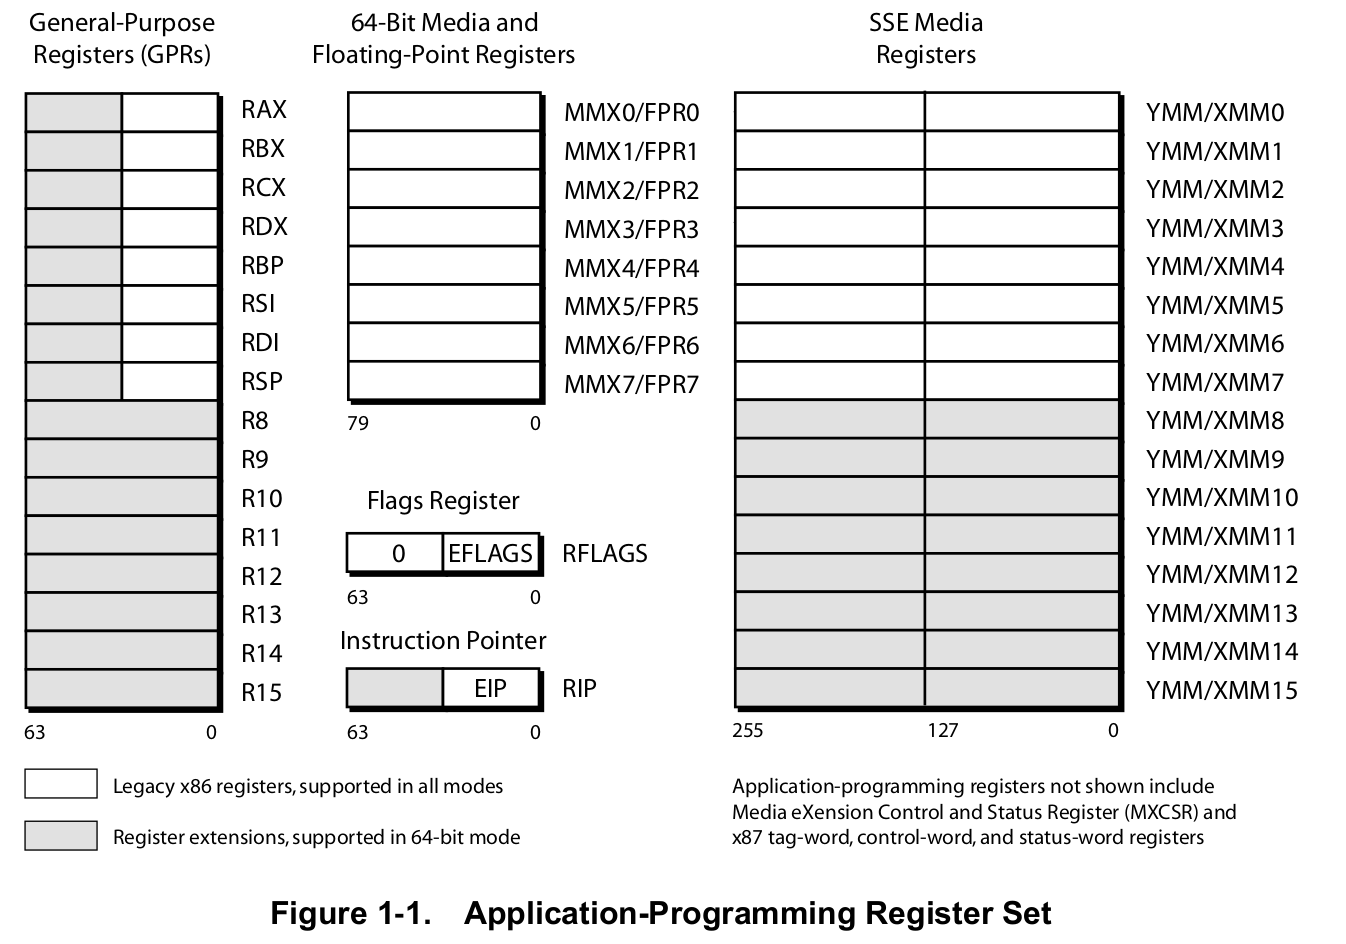 General-Purpose
Registers (GPRs)
64-Bit Media and
Floating-Point Registers
SSE Media
Registers
RAX
RBX
RCX
RDX
RBP
RSI
RDI
RSP
R8
R9
R10
R11
R12
R13
R14
R15
63 0
MMX0/FPR0
MMX1/FPR1
MMX2/FPR2
MMX3/FPR3
MMX4/FPR4
MMX5/FPR5
MMX6/FPR6
MMX7/FPR7
79 0
Flags Register
0 EFLAGS RFLAGS
63 0
Instruction Pointer
EIP RIP
63 0
YMM/XMM0
YMM/XMM1
YMM/XMM2
YMM/XMM3
YMM/XMM4
YMM/XMM5
YMM/XMM6
YMM/XMM7
YMM/XMM8
YMM/XMM9
YMM/XMM10
YMM/XMM11
YMM/XMM12
YMM/XMM13
YMM/XMM14
YMM/XMM15
255 127 0
Legacy x86 registers, supported in all modes
Register extensions, supported in 64-bit mode
Application-programming registers not shown include
Media eXension Control and Status Register (MXCSR) and
x87 tag-word, control-word, and status-word registers
Figure 1-1. Application-Programming Register Set